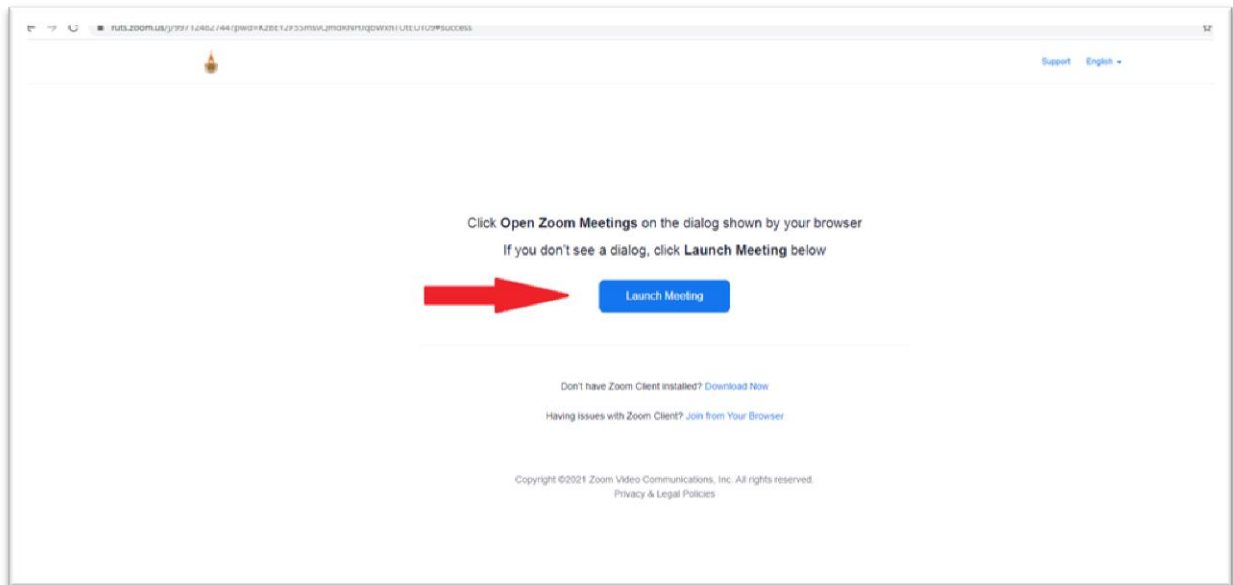 Support English
Click Open Zoom Meetings on the dialog shown by your browser
If you don't see a dialog, click Launch Meeting below
Launch Meeting
Don't have Zoom Client installed? Download Now
Having issues with Zoom Client? Join from Your Browser
Copyright ©2021 Zoom Video Communications, Inc. All rights reserved.
Privacy & Legal Policies